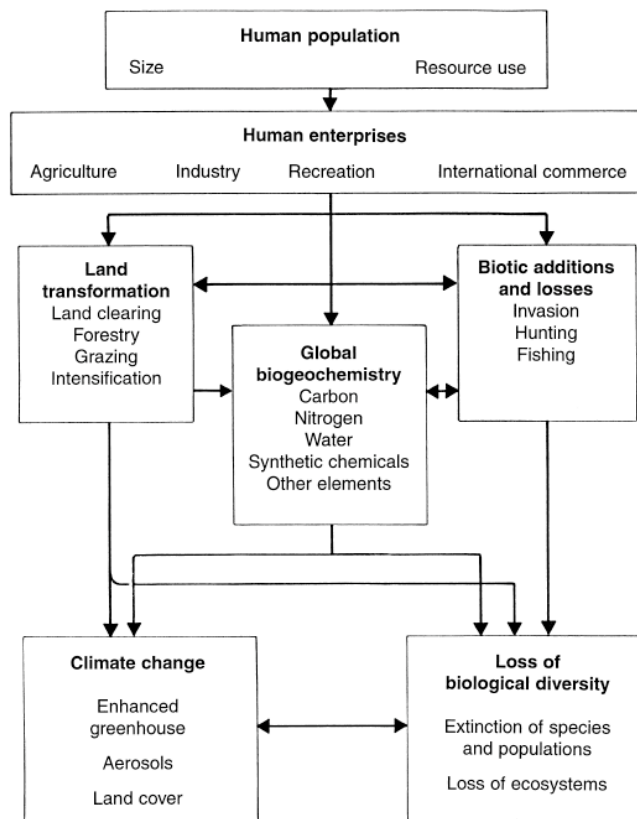 Human population
Size Resource use
Human enterprises
Agriculture Industry Recreation International commerce
Land
transformation
Land clearing
Forestry
Grazing
Intensification
Biotic additions
and losses
Invasion
Hunting
Fishing
Global
biogeochemistry
Carbon
Nitrogen
Water
Synthetic chemicals
Other elements
Climate change
Enhanced
greenhouse
Aerosols
Land cover
Loss of
biological diversity
Extinction of species
and populations
Loss of ecosystems